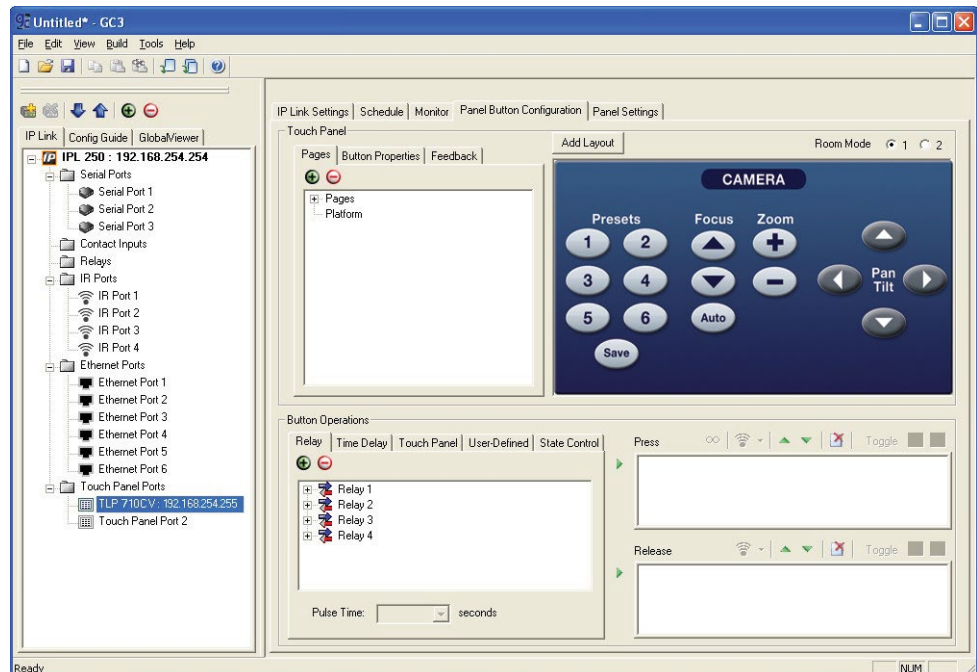 Untitled* - GC3
File Edit View Build Tools Help
IP Link Config Guide GlobalViewer
IPL 250 : 192.168.254.254
Serial Ports
Serial Port 1
Serial Port 2
Serial Port 3
Contact Inputs
Relays
IR Ports
IR Port 1
IR Port 2
IR Port 3
IR Port 4
Ethernet Ports
Ethernet Port 1
Ethernet Port 2
Ethernet Port 3
Ethernet Port 4
Ethernet Port 5
Ethernet Port 6
Touch Panel Ports
TLP 710CV : 192.168.254.255
Touch Panel Port 2
IP Link Settings Schedule Monitor Panel Button Configuration Panel Settings
Touch Panel
Pages Button Properties Feedback
Pages
Platform
Add Layout Room Mode 1 2
CAMERA
Presets Focus Zoom
1 2
3 4
Pan
Tilt
5 6 Auto
Save
Button Operations
Relay Time Delay Touch Panel User-Defined State Control
Relay 1
Relay 2
Relay 3
Relay 4
Pulse Time: seconds
Press Toggle
Release Toggle
Ready NUM